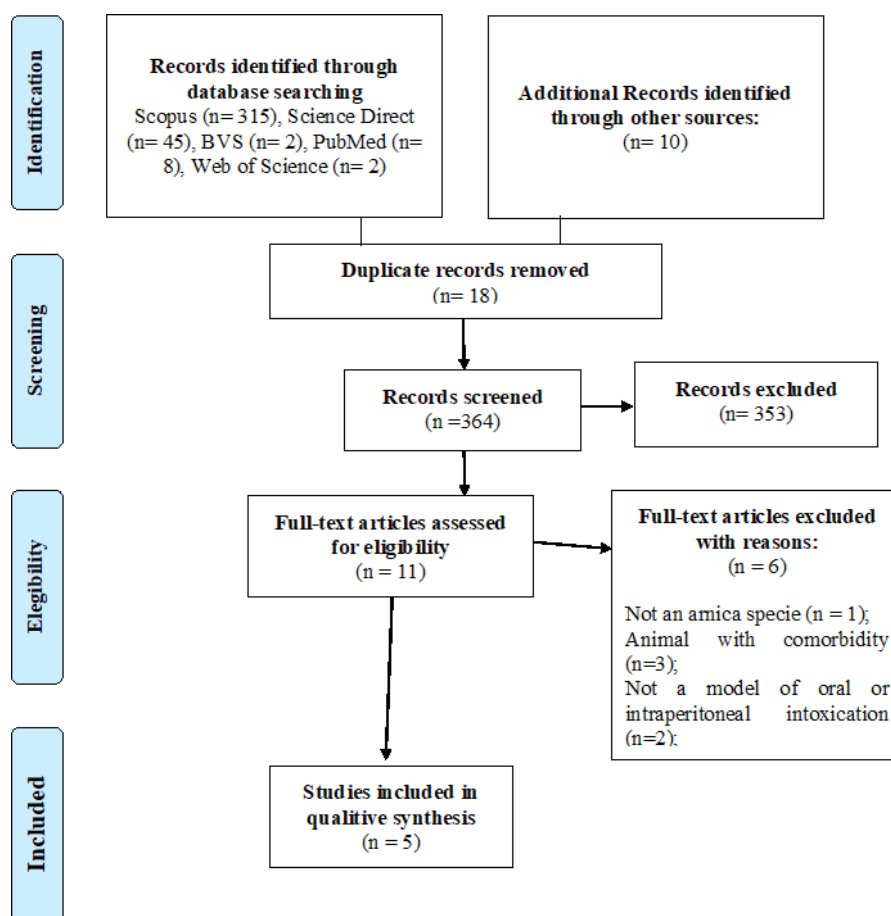 Identification
Records identified through
database searching
Scopus (n= 315), Science Direct
(n= 45), BVS (n= 2), PubMed (n=
8), Web of Science (n= 2)
Additional Records identified
through other sources:
(n= 10)
Screening
Duplicate records removed
(n= 18)
Records screened
(n =364)
Records excluded
(n= 353)
Elegibility
Full-text articles assessed
for eligibility
(n = 11)
Full-text articles excluded
with reasons:
(n = 6)
Not an arnica specie (n = 1);
Animal with comorbidity
(n=3);
Not a model of oral or
intraperitoneal intoxication
(n=2);
Included
Studies included in
qualitive synthesis
(n = 5)